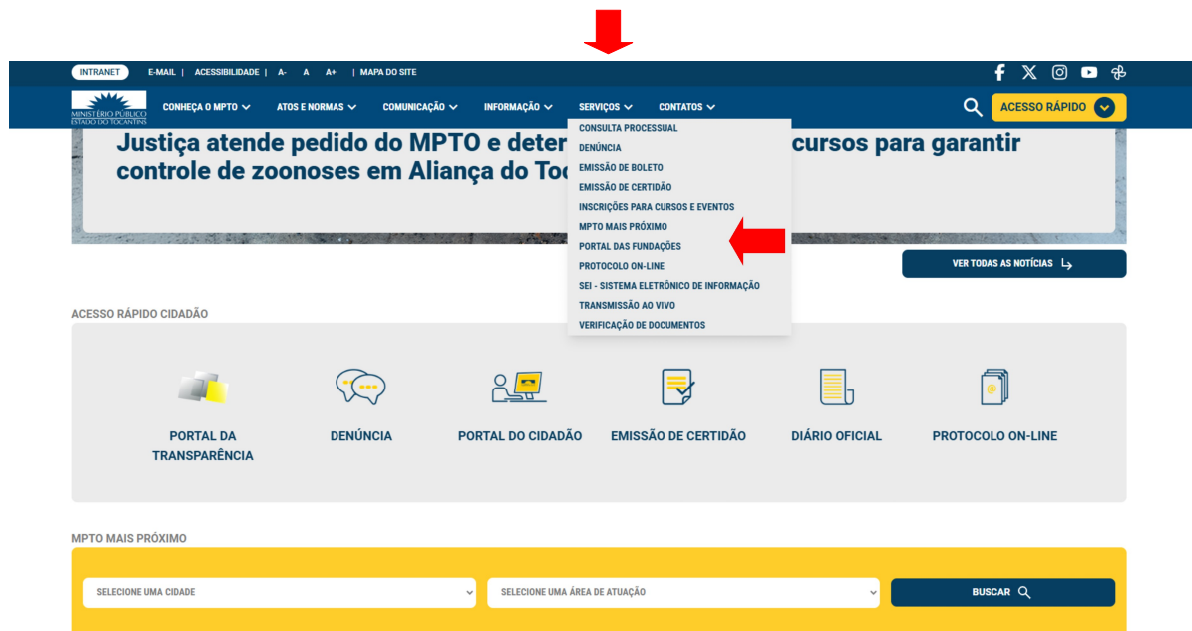 INTRANET E-MAIL | ACESSIBILIDADE | A- A A+ | MAPA DO SITE
MINISTÉRIO PÚBLICO
ESTADO DO TOCANTINS
CONHEÇA O MPTO ATOS E NORMAS COMUNICAÇÃO INFORMAÇÃO SERVIÇOS CONTATOS ACESSO RÁPIDO
CONSULTA PROCESSUAL
DENÚNCIA
EMISSÃO DE BOLETO
EMISSÃO DE CERTIDÃO
INSCRIÇÕES PARA CURSOS E EVENTOS
MPTO MAIS PRÓXIMO
PORTAL DAS FUNDAÇÕES
PROTOCOLO ON-LINE
SEI - SISTEMA ELETRÔNICO DE INFORMAÇÃO
TRANSMISSÃO AO VIVO
VERIFICAÇÃO DE DOCUMENTOS
Justiça atende pedido do MPTO e deter cursos para garantir
controle de zoonoses em Aliança do Toc
VER TODAS AS NOTÍCIAS
ACESSO RÁPIDO CIDADÃO
PORTAL DA
TRANSPARÊNCIA
DENÚNCIA
PORTAL DO CIDADÃO
EMISSÃO DE CERTIDÃO
DIÁRIO OFICIAL
PROTOCOLO ON-LINE
MPTO MAIS PRÓXIMO
SELECIONE UMA CIDADE SELECIONE UMA ÁREA DE ATUAÇÃO BUSCAR